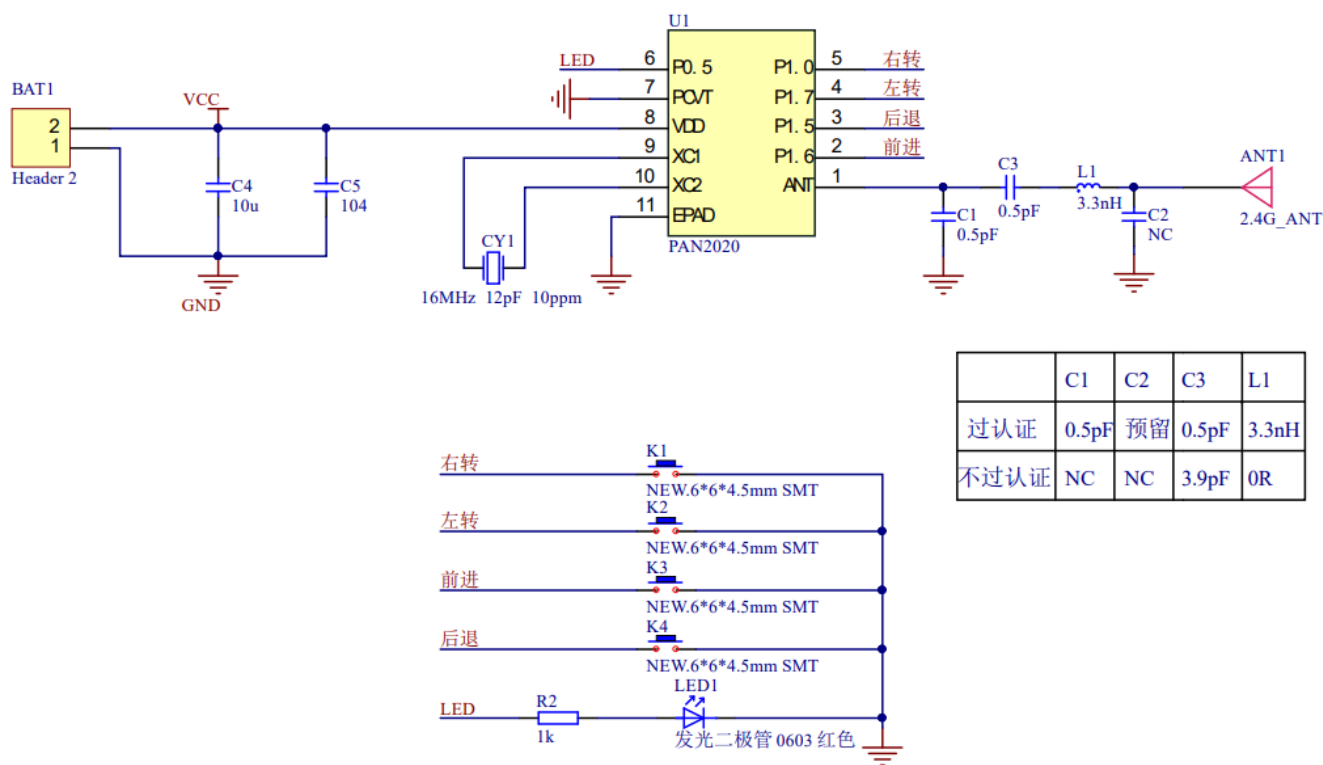 U1
BAT1
2
1
Header 2
VCC
C4
10u
C5
104
GND
LED
6
P0.5
7
POVT
8
VDD
9
XC1
10
XC2
11
EPAD
PAN2020
P1.0
5
右转
P1.7
4
左转
P1.5
3
后退
P1.6
2
前进
ANT
1
CY1
16MHz 12pF 10ppm
C1
0.5pF
C3
0.5pF
L1
3.3nH
C2
NC
ANT1
2.4G_ANT
C1 C2 C3 L1
过认证 0.5pF 预留 0.5pF 3.3nH
不过认证 NC NC 3.9pF 0R
右转
K1
NEW.6*6*4.5mm SMT
左转
K2
NEW.6*6*4.5mm SMT
前进
K3
NEW.6*6*4.5mm SMT
后退
K4
NEW.6*6*4.5mm SMT
LED
R2
1k
LED1
发光二极管 0603 红色